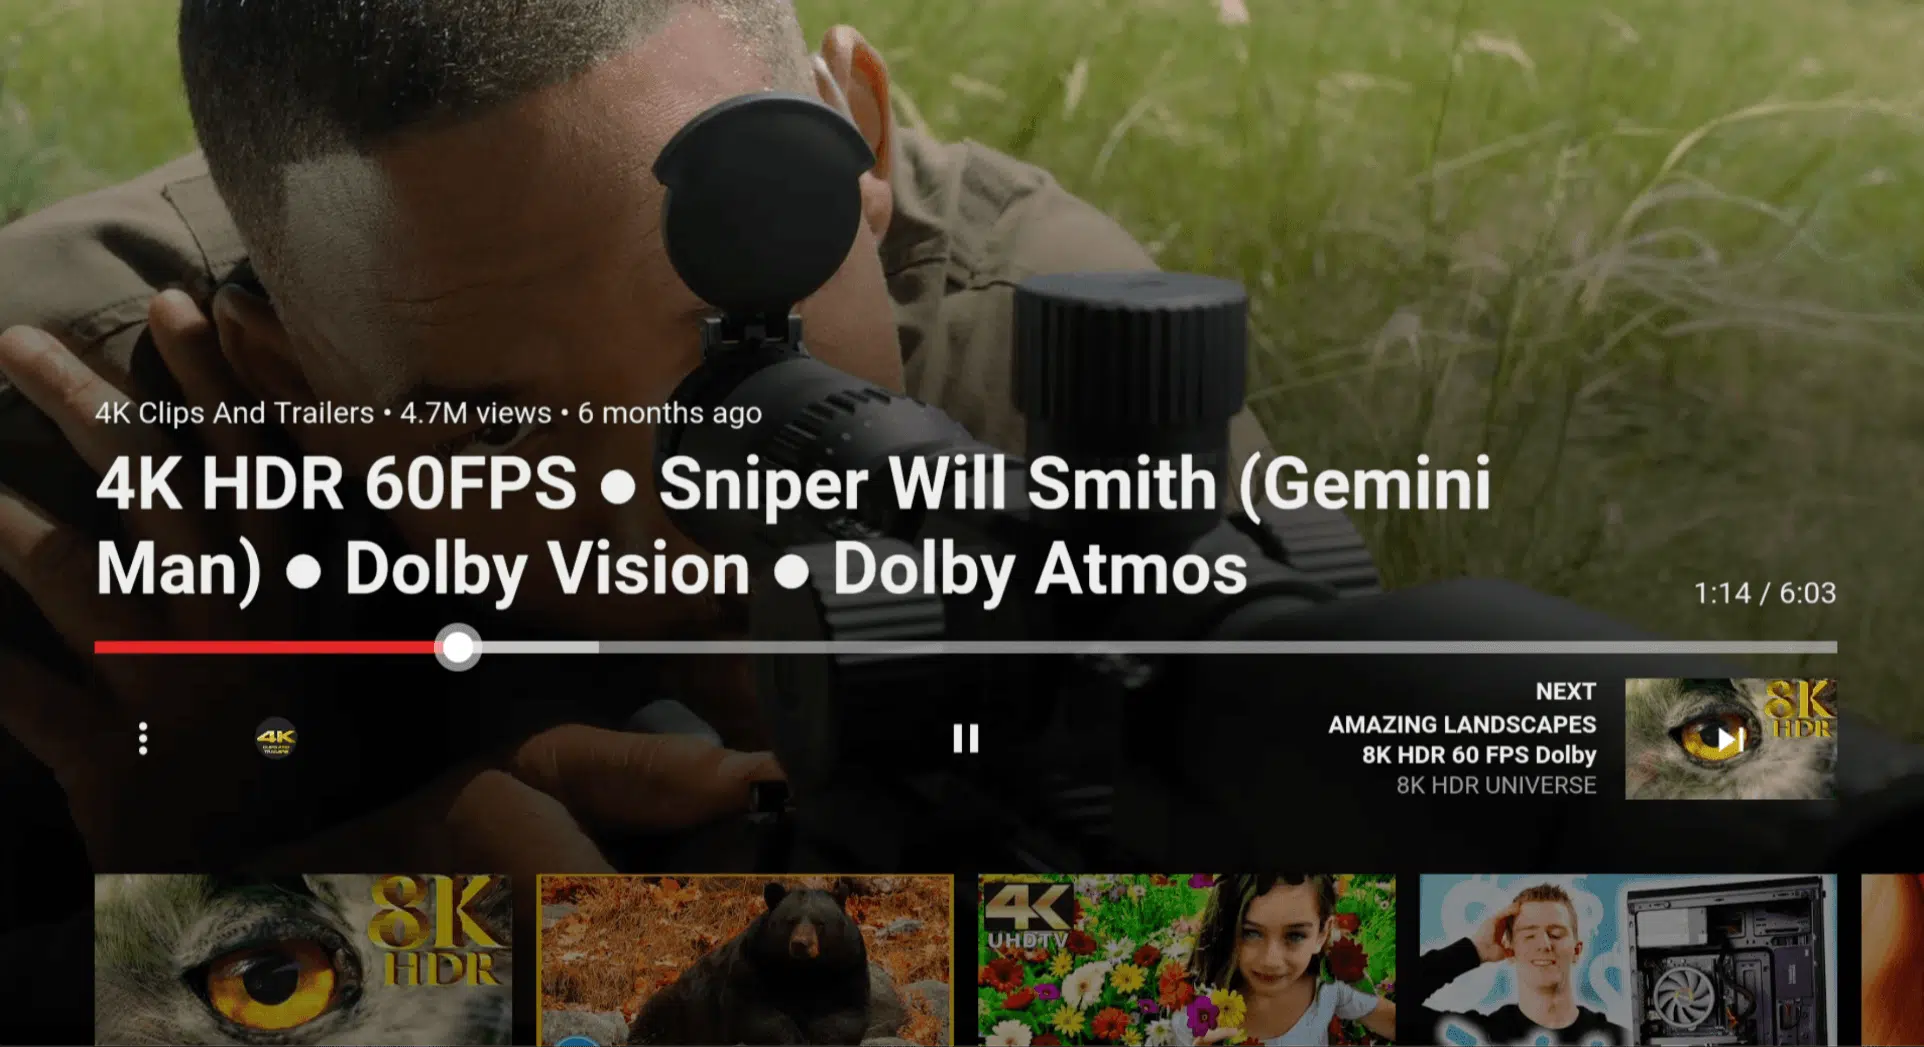 4K Clips And Trailers • 4.7M views • 6 months ago
4K HDR 60FPS ● Sniper Will Smith (Gemini
Man) ● Dolby Vision ● Dolby Atmos
1:14 / 6:03
NEXT
AMAZING LANDSCAPES
8K HDR 60 FPS Dolby
8K HDR UNIVERSE
8K
HDR
4K
8K
HDR
4K
UHDTV